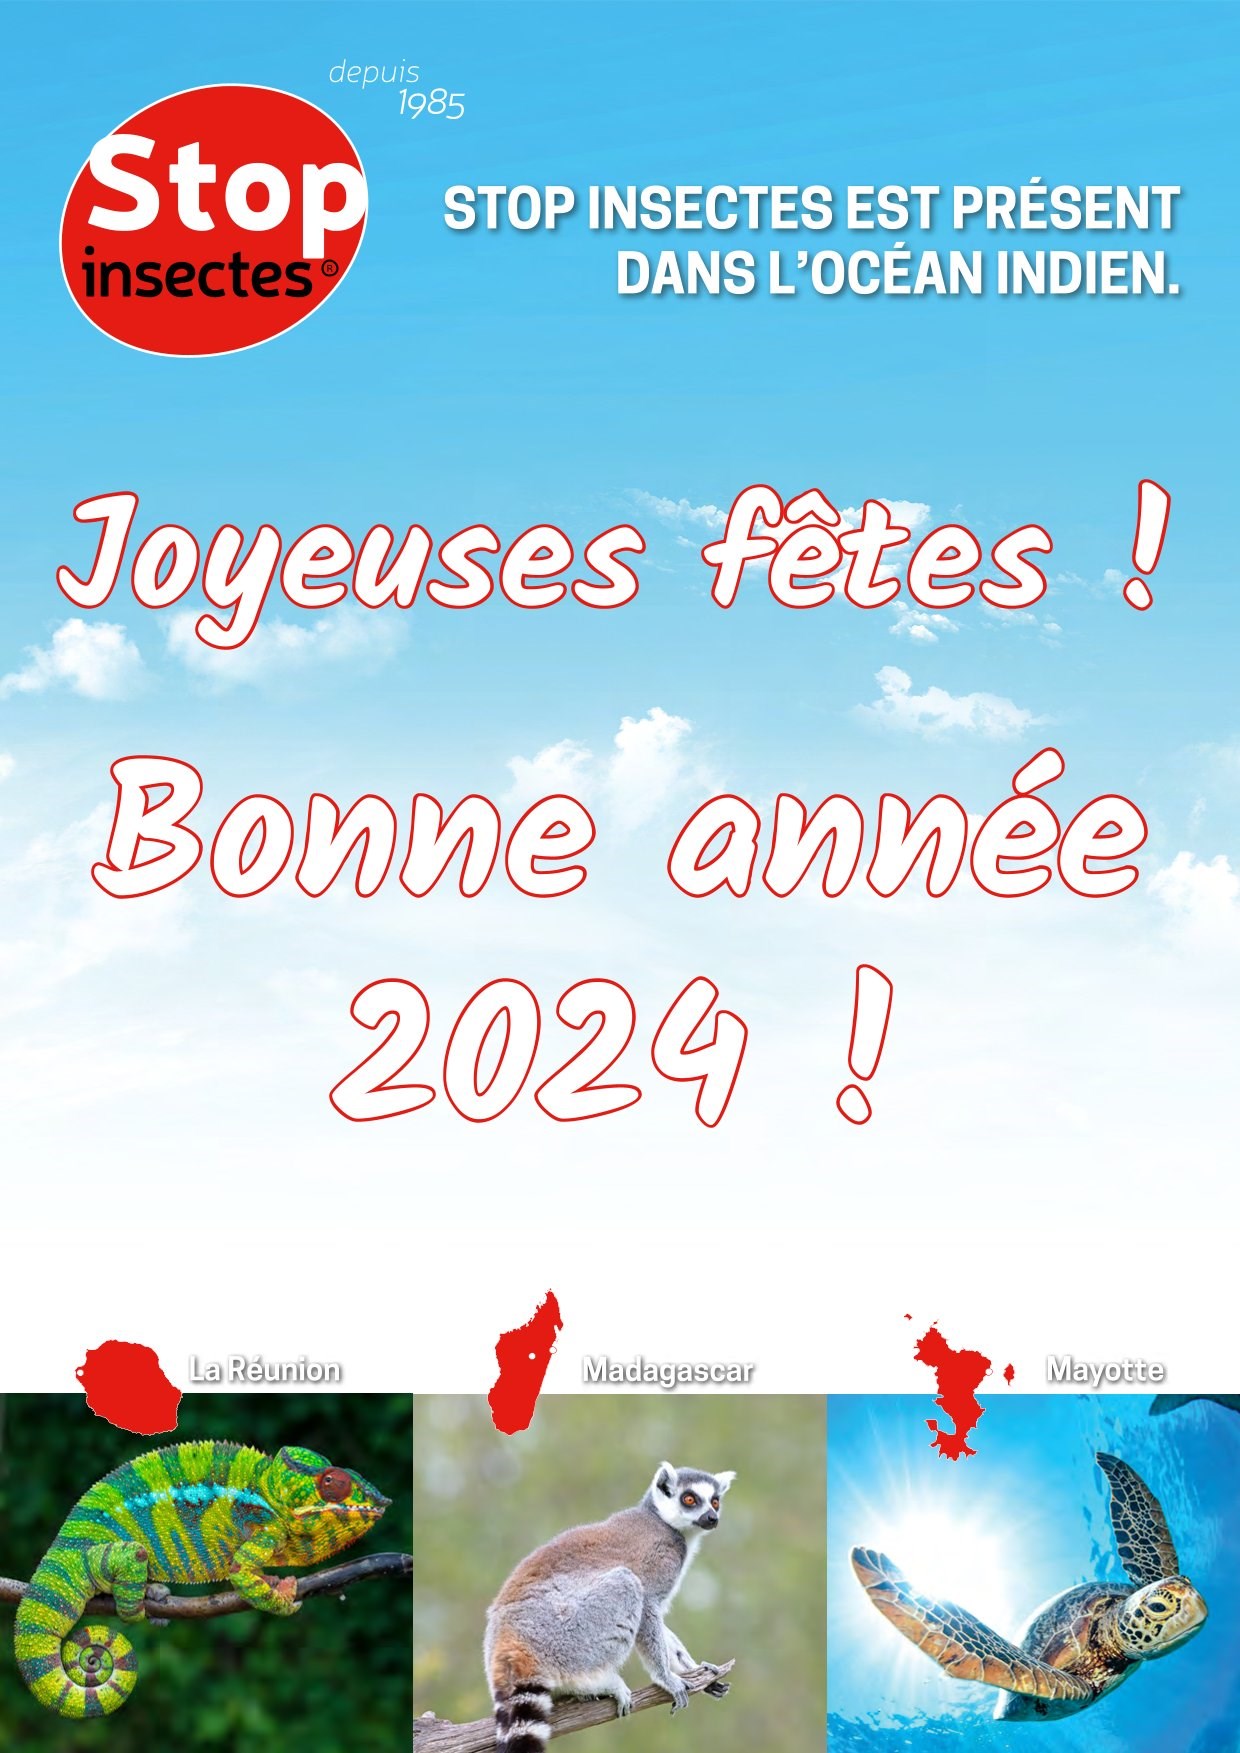 depuis
1985
Stop
insectes®
STOP INSECTES EST PRÉSENT
DANS L'OCÉAN INDIEN.
Joyeuses fêtes !
Bonne année
2024 !
La Réunion
Madagascar
Mayotte